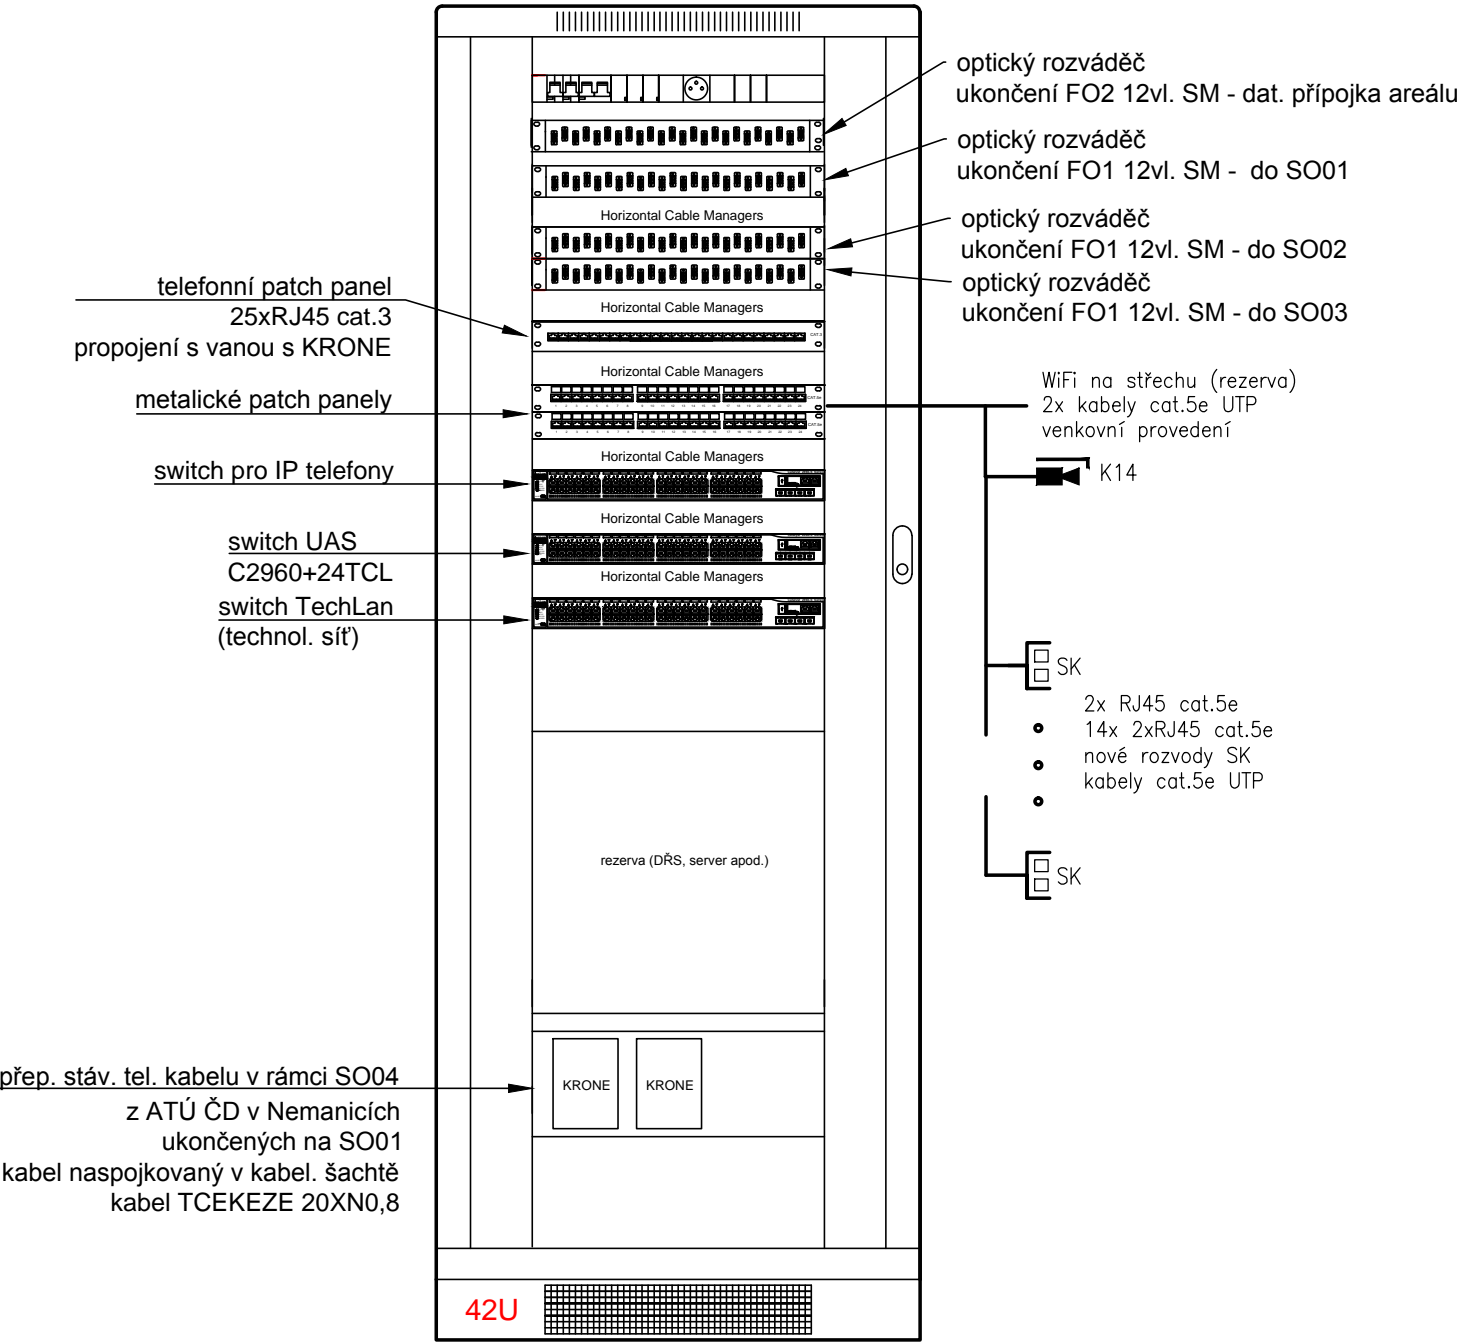 optický rozváděč
ukončení FO2 12vl. SM - dat. přípojka areálu
optický rozváděč
ukončení FO1 12vl. SM - do SO01
Horizontal Cable Managers
optický rozváděč
ukončení FO1 12vl. SM - do SO02
optický rozváděč
ukončení FO1 12vl. SM - do SO03
Horizontal Cable Managers
telefonní patch panel
25xRJ45 cat.3
propojení s vanou s KRONE
CAT.3
Horizontal Cable Managers
metalické patch panely
CAT.5e
CAT.5e
WiFi na střechu (rezerva)
2x kabely cat.5e UTP
venkovní provedení
K14
Horizontal Cable Managers
switch pro IP telefony
Horizontal Cable Managers
switch UAS
C2960+24TCL
Horizontal Cable Managers
switch TechLan
(technol. síť)
SK
2x RJ45 cat.5e
14x 2xRJ45 cat.5e
nové rozvody SK
kabely cat.5e UTP
SK
rezerva (DŘS, server apod.)
KRONE
KRONE
přep. stáv. tel. kabelu v rámci SO04
z ATÚ ČD v Nemanicích
ukončených na SO01
kabel naspojkovaný v kabel. šachtě
kabel TCEKEZE 20XN0,8
42U